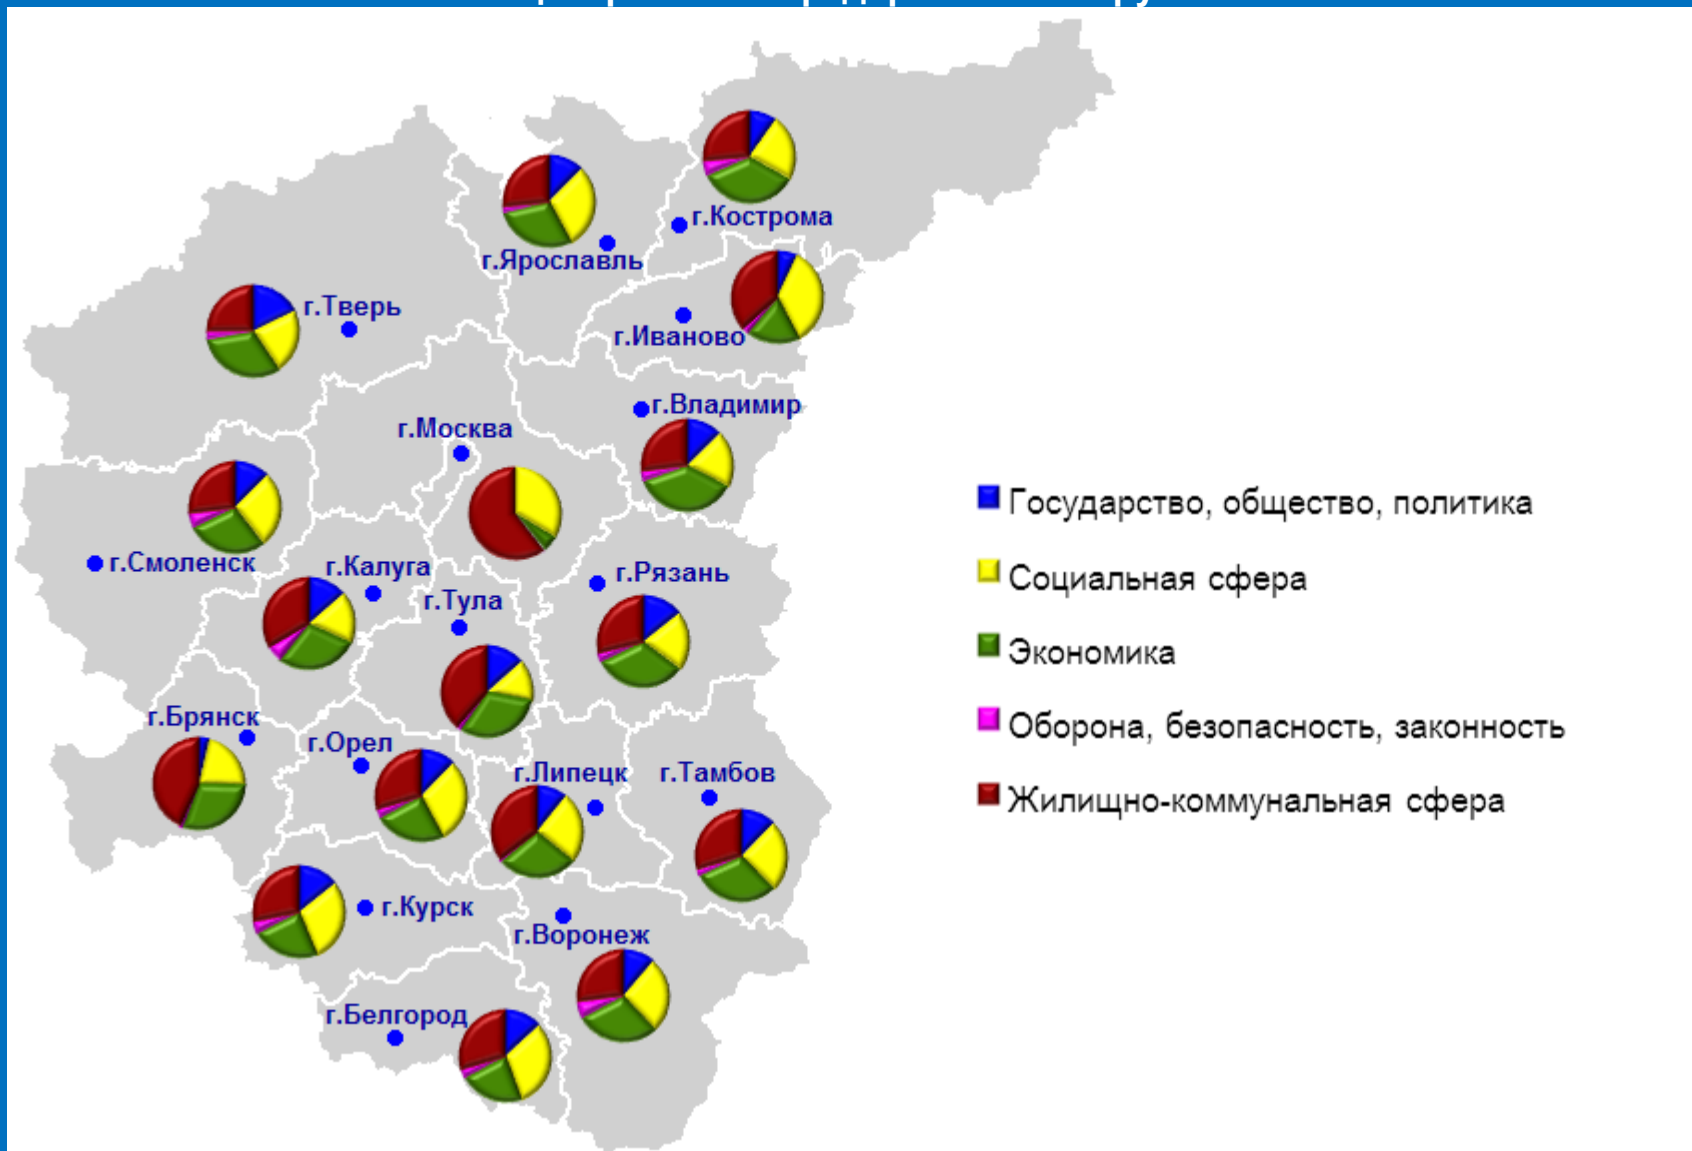 г.Кострома
г.Ярославль
г.Тверь
г.Иваново
г.Владимир
г.Москва
г.Смоленск
г.Калуга
г.Рязань
г.Тула
г.Брянск
г.Орел
г.Липецк
г.Тамбов
г.Курск
г.Воронеж
г.Белгород
Государство, общество, политика
Социальная сфера
Экономика
Оборона, безопасность, законность
Жилищно-коммунальная сфера